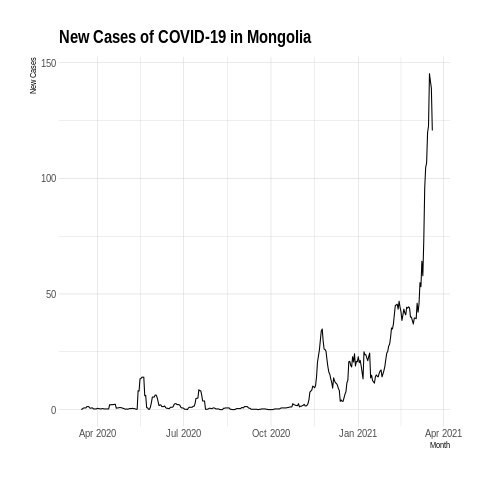 New Cases of COVID-19 in Mongolia
New Cases
150
100
50
0
Apr 2020
Jul 2020
Oct 2020
Jan 2021
Apr 2021
Month